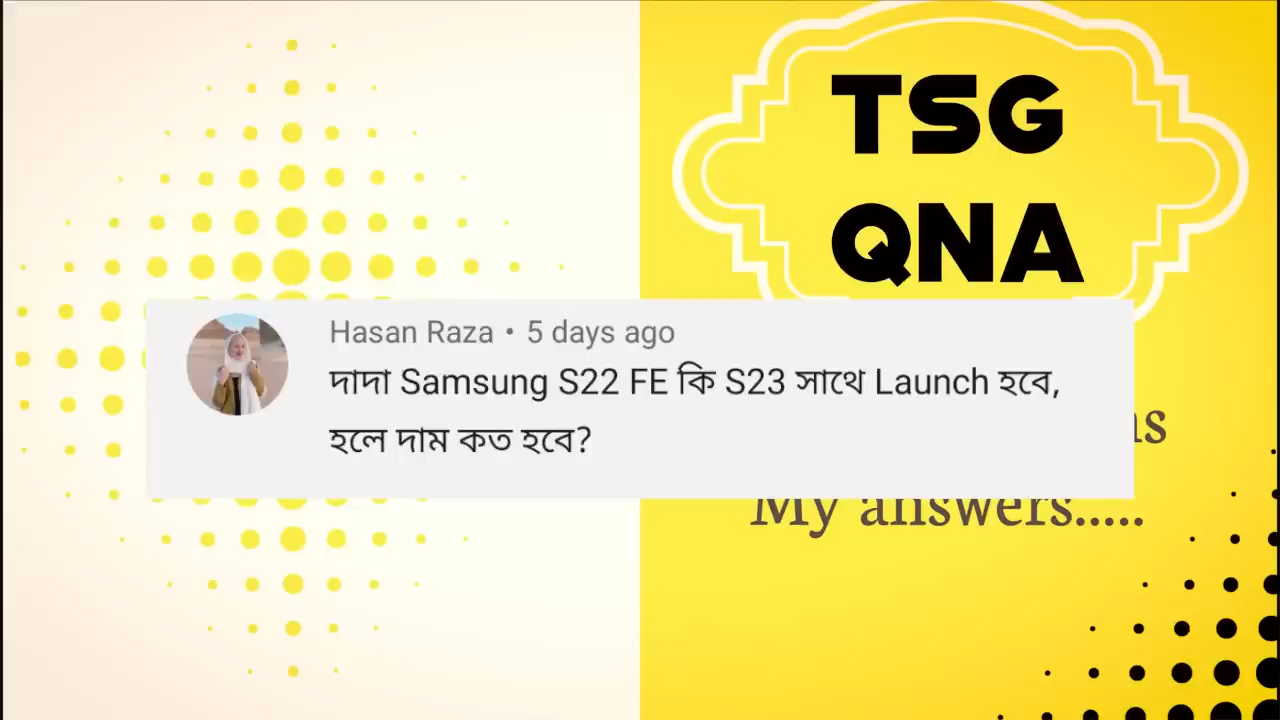 TSG
QNA
Hasan Raza • 5 days ago
দাদা Samsung S22 FE কি S23 সাথে Launch হবে,
হলে দাম কত হবে?
My answers.....